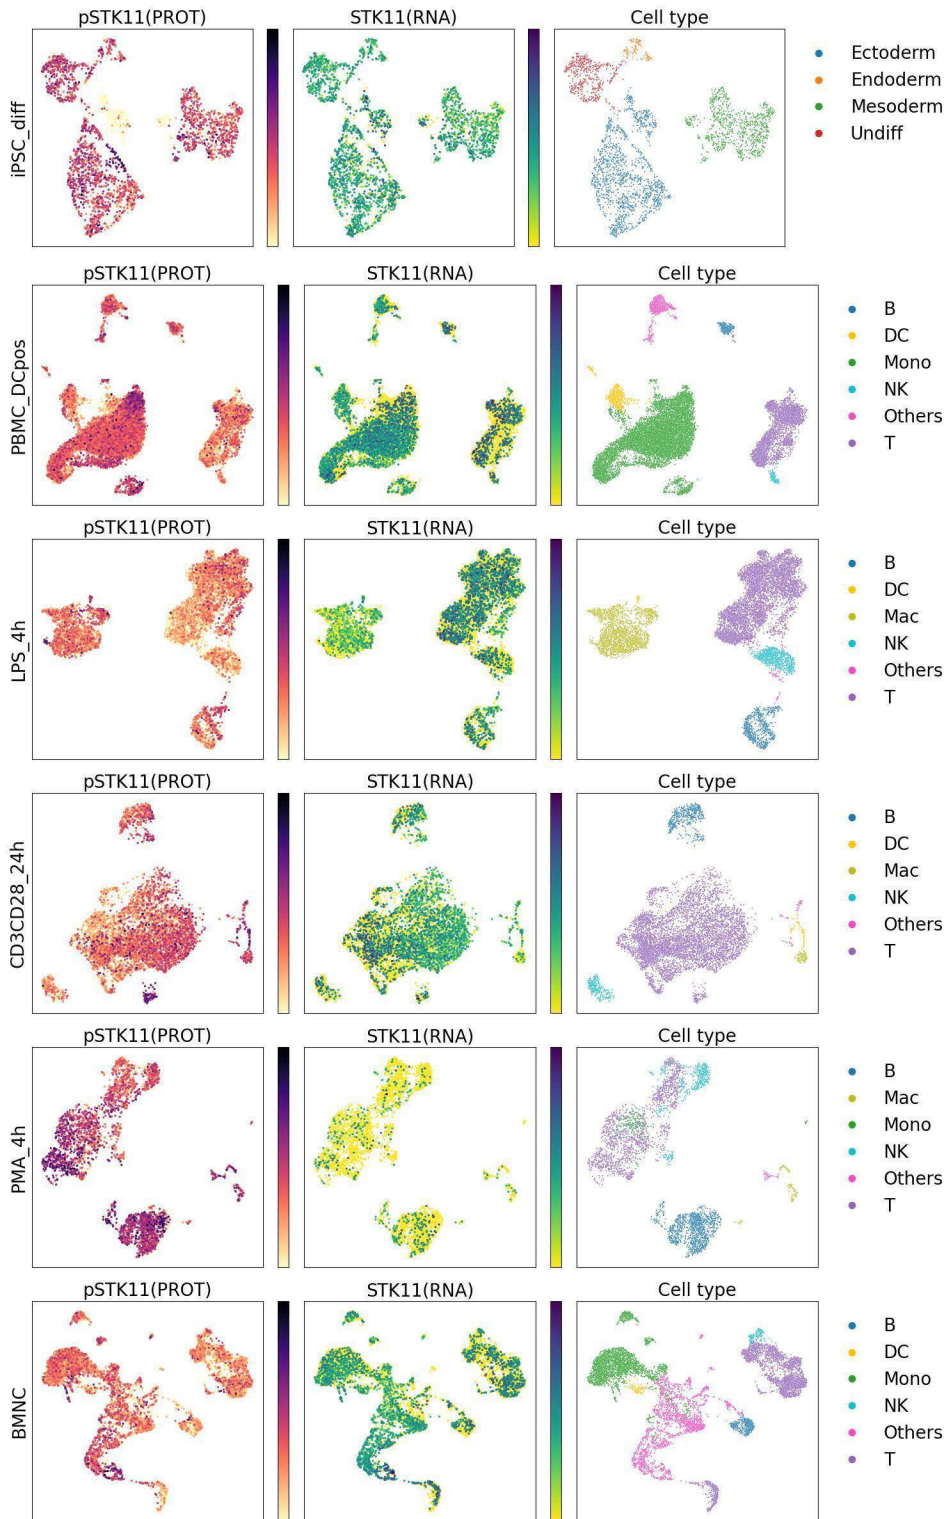 pSTK11(PROT) STK11(RNA) Cell type
iPSC_diff
Ectoderm
Endoderm
Mesoderm
Undiff
pSTK11(PROT) STK11(RNA) Cell type
PBMC_DCpos
B
DC
Mono
NK
Others
T
pSTK11(PROT) STK11(RNA) Cell type
LPS_4h
B
DC
Mac
NK
Others
T
pSTK11(PROT) STK11(RNA) Cell type
CD3CD28_24h
B
DC
Mac
NK
Others
T
pSTK11(PROT) STK11(RNA) Cell type
PMA_4h
B
Mac
Mono
NK
Others
T
pSTK11(PROT) STK11(RNA) Cell type
BMNC
B
DC
Mono
NK
Others
T